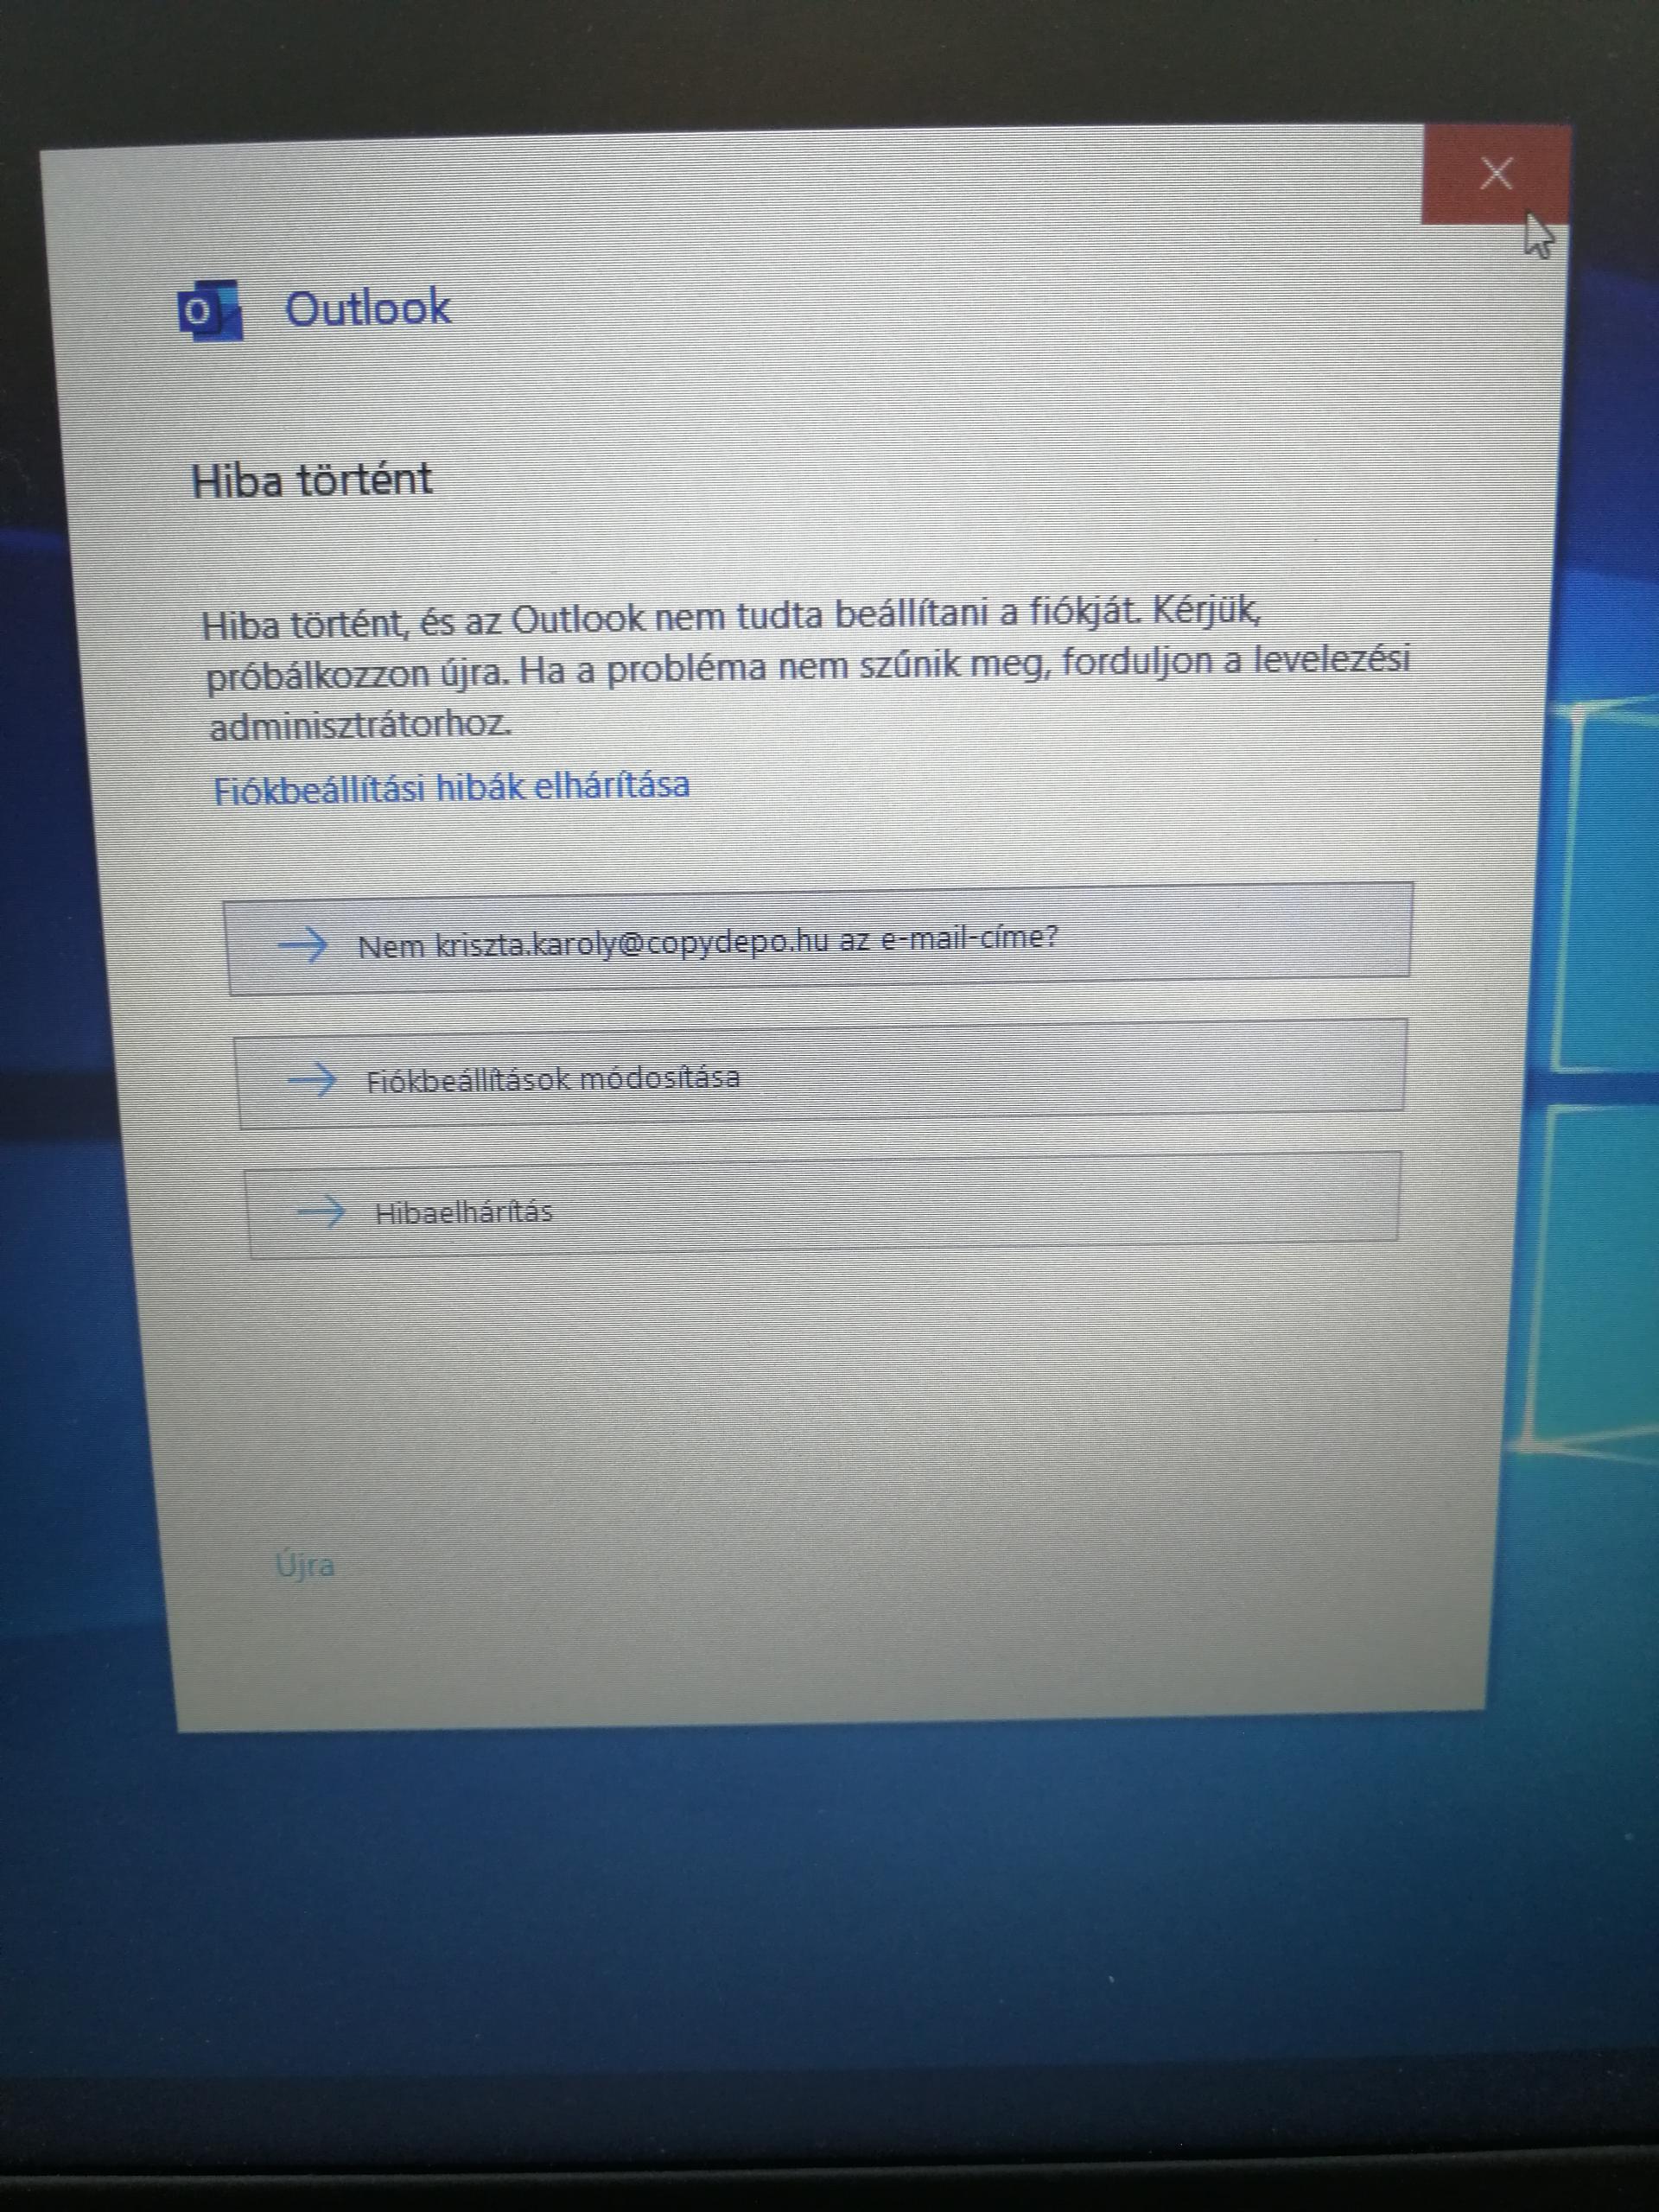 Outlook
Hiba történt
Hiba történt, és az Outlook nem tudta beállítani a fiókját. Kérjük,
próbálkozzon újra. Ha a probléma nem szűnik meg, forduljon a levelezési
adminisztrátorhoz.
Fiókbeállítási hibák elhárítása
Nem kriszta.karoly@copydepo.hu az e-mail-címe?
Fiókbeállítások módosítása
Hibaelhárítás
Újra